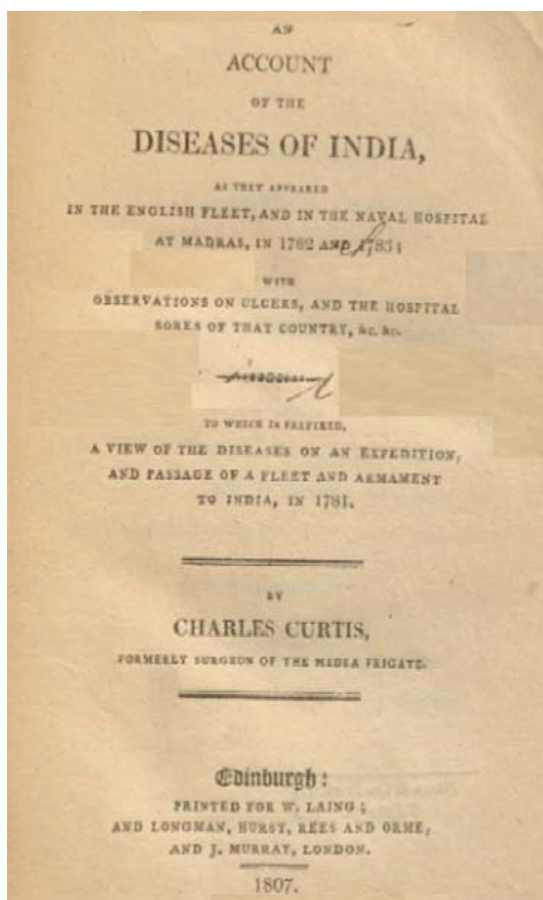 AN
ACCOUNT
OF THE
DISEASES OF INDIA,
AS THEY APPEARED
IN THE ENGLISH FLEET, AND IN THE NAVAL HOSPITAL
AT MADRAS, IN 1782 AND 1783;
WITH
OBSERVATIONS ON ULCERS, AND THE HOSPITAL
SORES OF THAT COUNTRY, &c. &c.
TO WHICH IS PREFIXED,
A VIEW OF THE DISEASES ON AN EXPEDITION,
AND PASSAGE OF A FLEET AND ARMAMENT
TO INDIA, IN 1781.
BY
CHARLES CURTIS,
FORMERLY SURGEON OF THE MEDEA FRIGATE.
Edinburgh:
PRINTED FOR W. LAING;
AND LONGMAN, HURST, REES AND ORME,
AND J. MURRAY, LONDON.
1807.